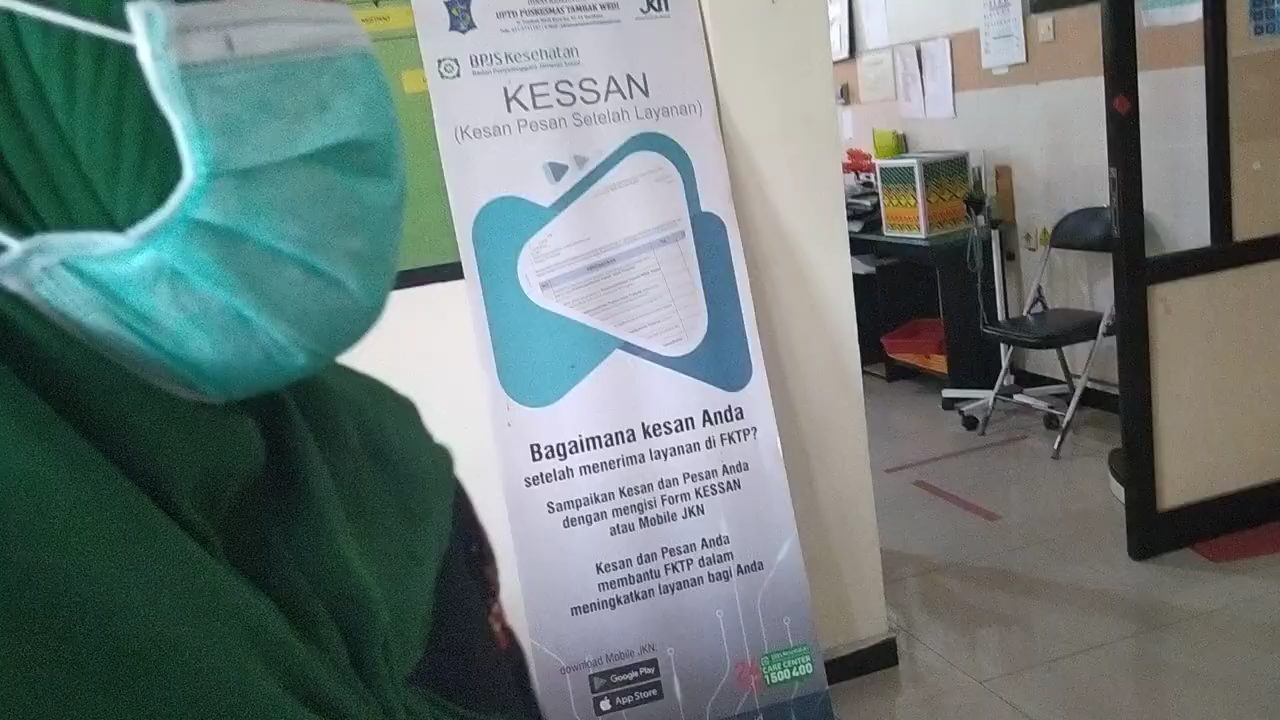 UPTD PUSKESMAS TAMBAK WEDI
JKN
BPJS Kesehatan
Badan Penyelenggara Jaminan Sosial
KESSAN
(Kesan Pesan Setelah Layanan)
Bagaimana kesan Anda
setelah menerima layanan di FKTP?
Sampaikan Kesan dan Pesan Anda
dengan mengisi Form KESSAN
atau Mobile JKN
Kesan dan Pesan Anda
membantu FKTP dalam
meningkatkan layanan bagi Anda
download Mobile JKN:
Google Play
App Store
CARE CENTER
1500400